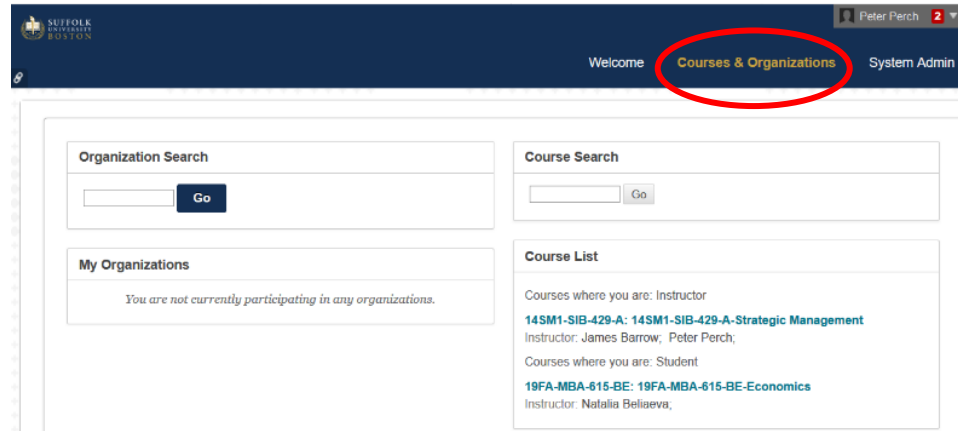 SUFFOLK
UNIVERSITY
BOSTON
Peter Perch 2
Welcome Courses & Organizations System Admin
Organization Search
Go
My Organizations
You are not currently participating in any organizations.
Course Search
Go
Course List
Courses where you are: Instructor
14SM1-SIB-429-A: 14SM1-SIB-429-A-Strategic Management
Instructor: James Barrow; Peter Perch;
Courses where you are: Student
19FA-MBA-615-BE: 19FA-MBA-615-BE-Economics
Instructor: Natalia Beliaeva;